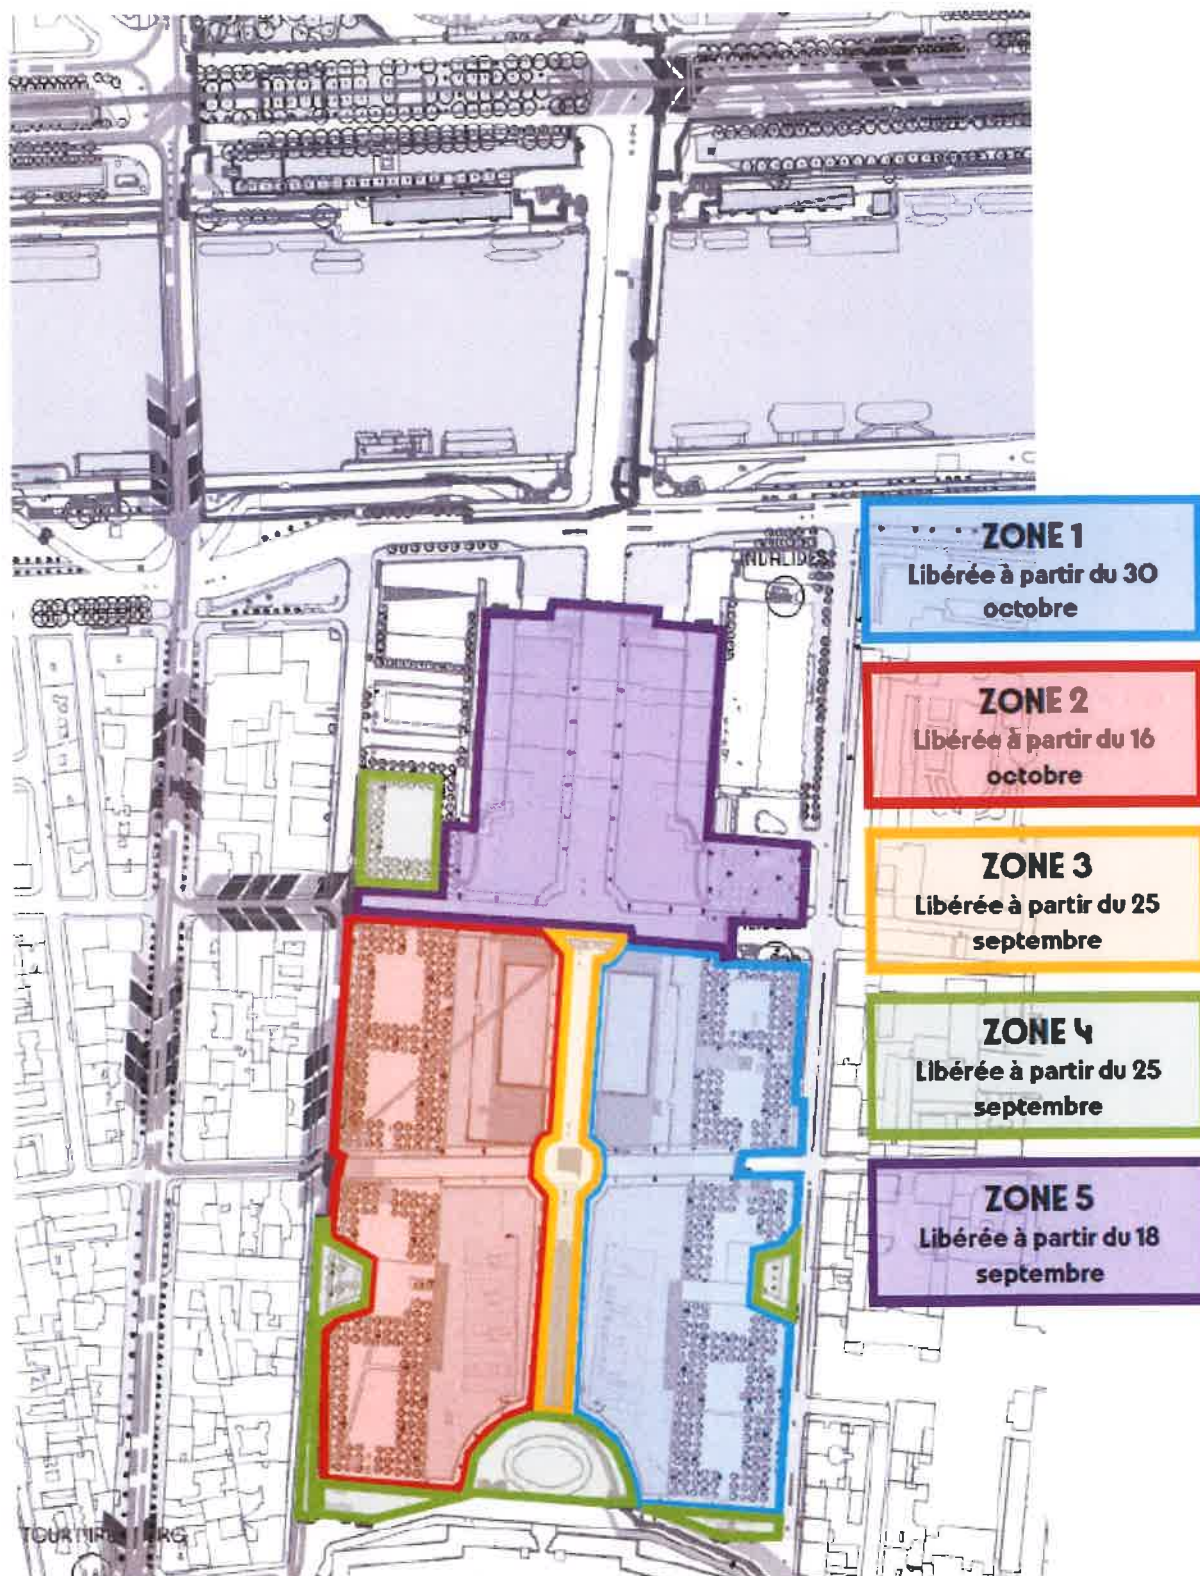 INVALIDES
ZONE 1
Libérée à partir du 30
octobre
ZONE 2
Libérée à partir du 16
octobre
ZONE 3
Libérée à partir du 25
septembre
ZONE 4
Libérée à partir du 25
septembre
ZONE 5
Libérée à partir du 18
septembre